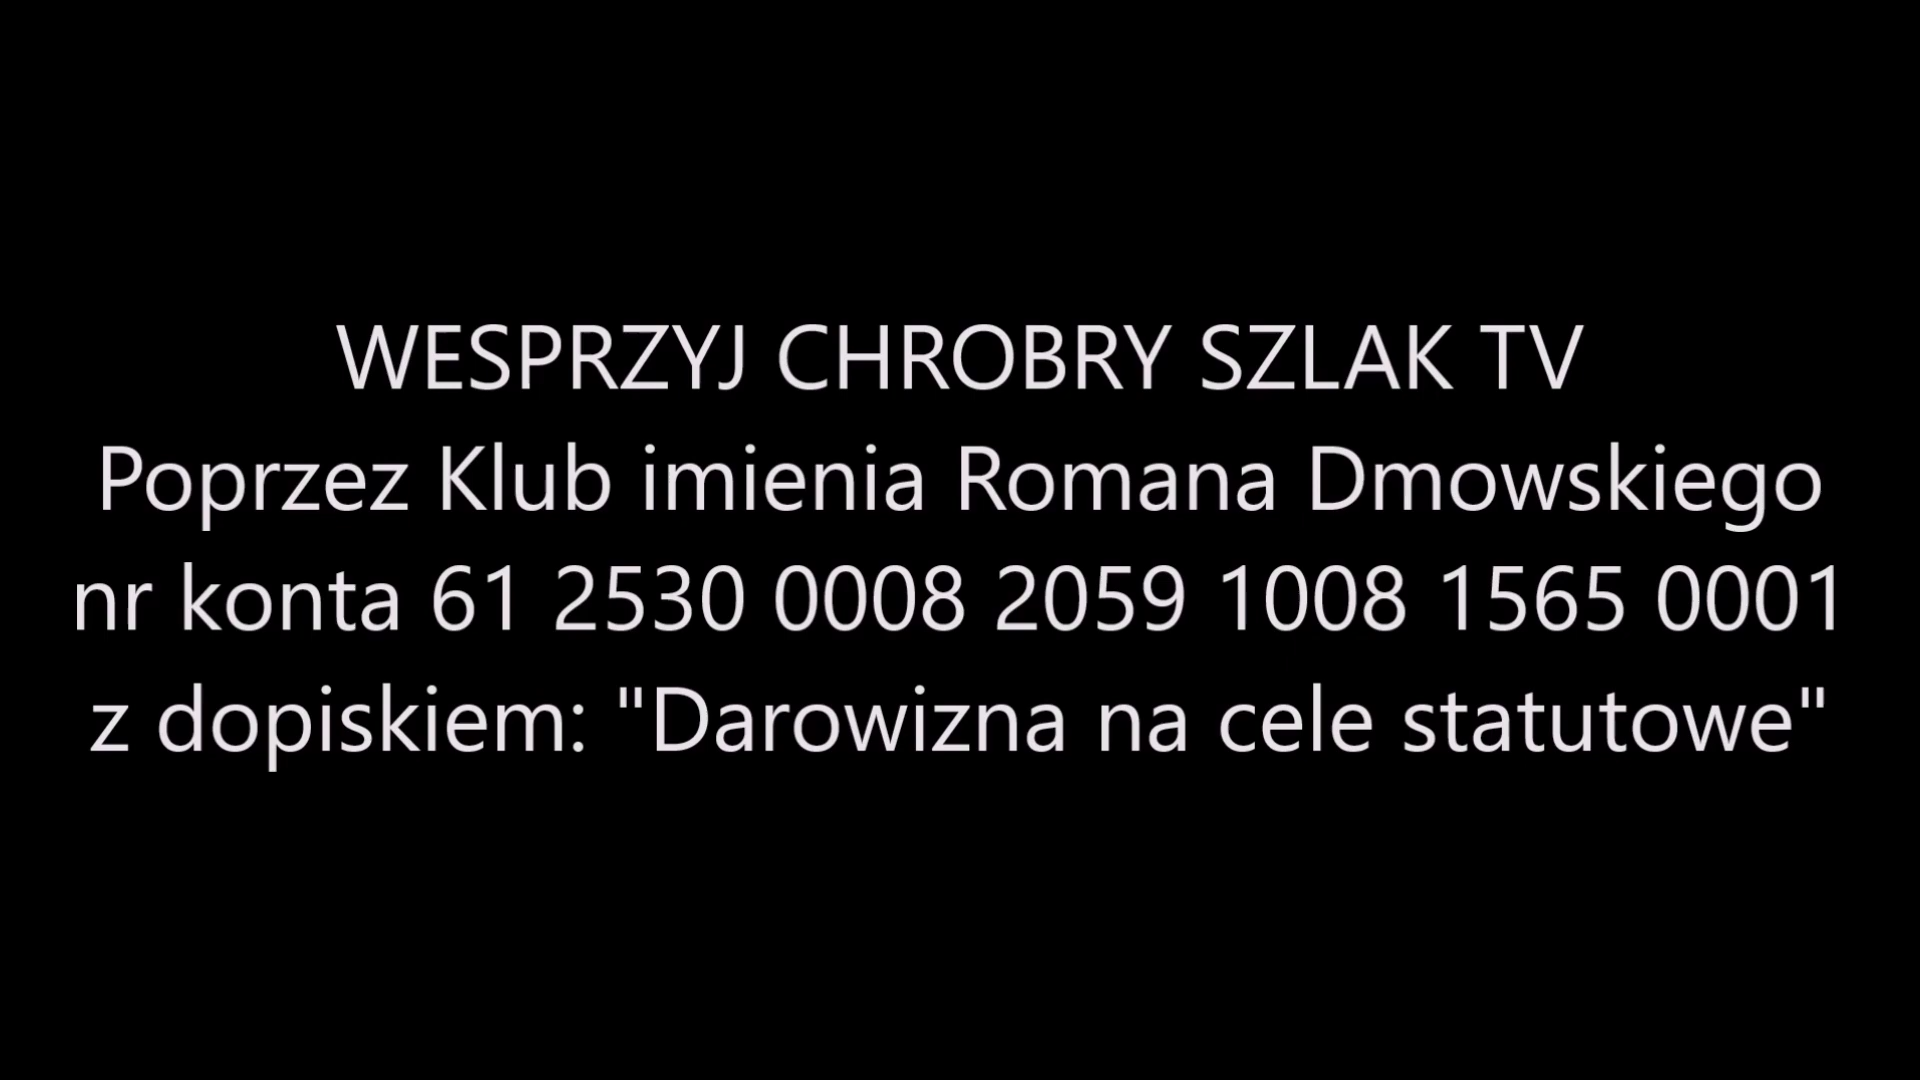 WESPRZYJ CHROBRY SZLAK TV
Poprzez Klub imienia Romana Dmowskiego
nr konta 61 2530 0008 2059 1008 1565 0001
z dopiskiem: "Darowizna na cele statutowe"